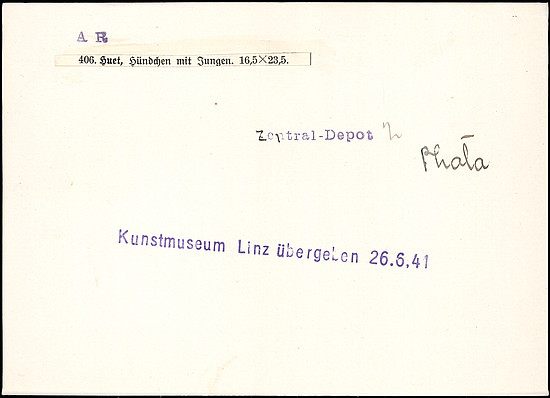 A R
406. Huet, Hündchen mit Jungen. 16,5×23,5.
Zentral-Depot
Kunstmuseum Linz übergeben 26.6.41